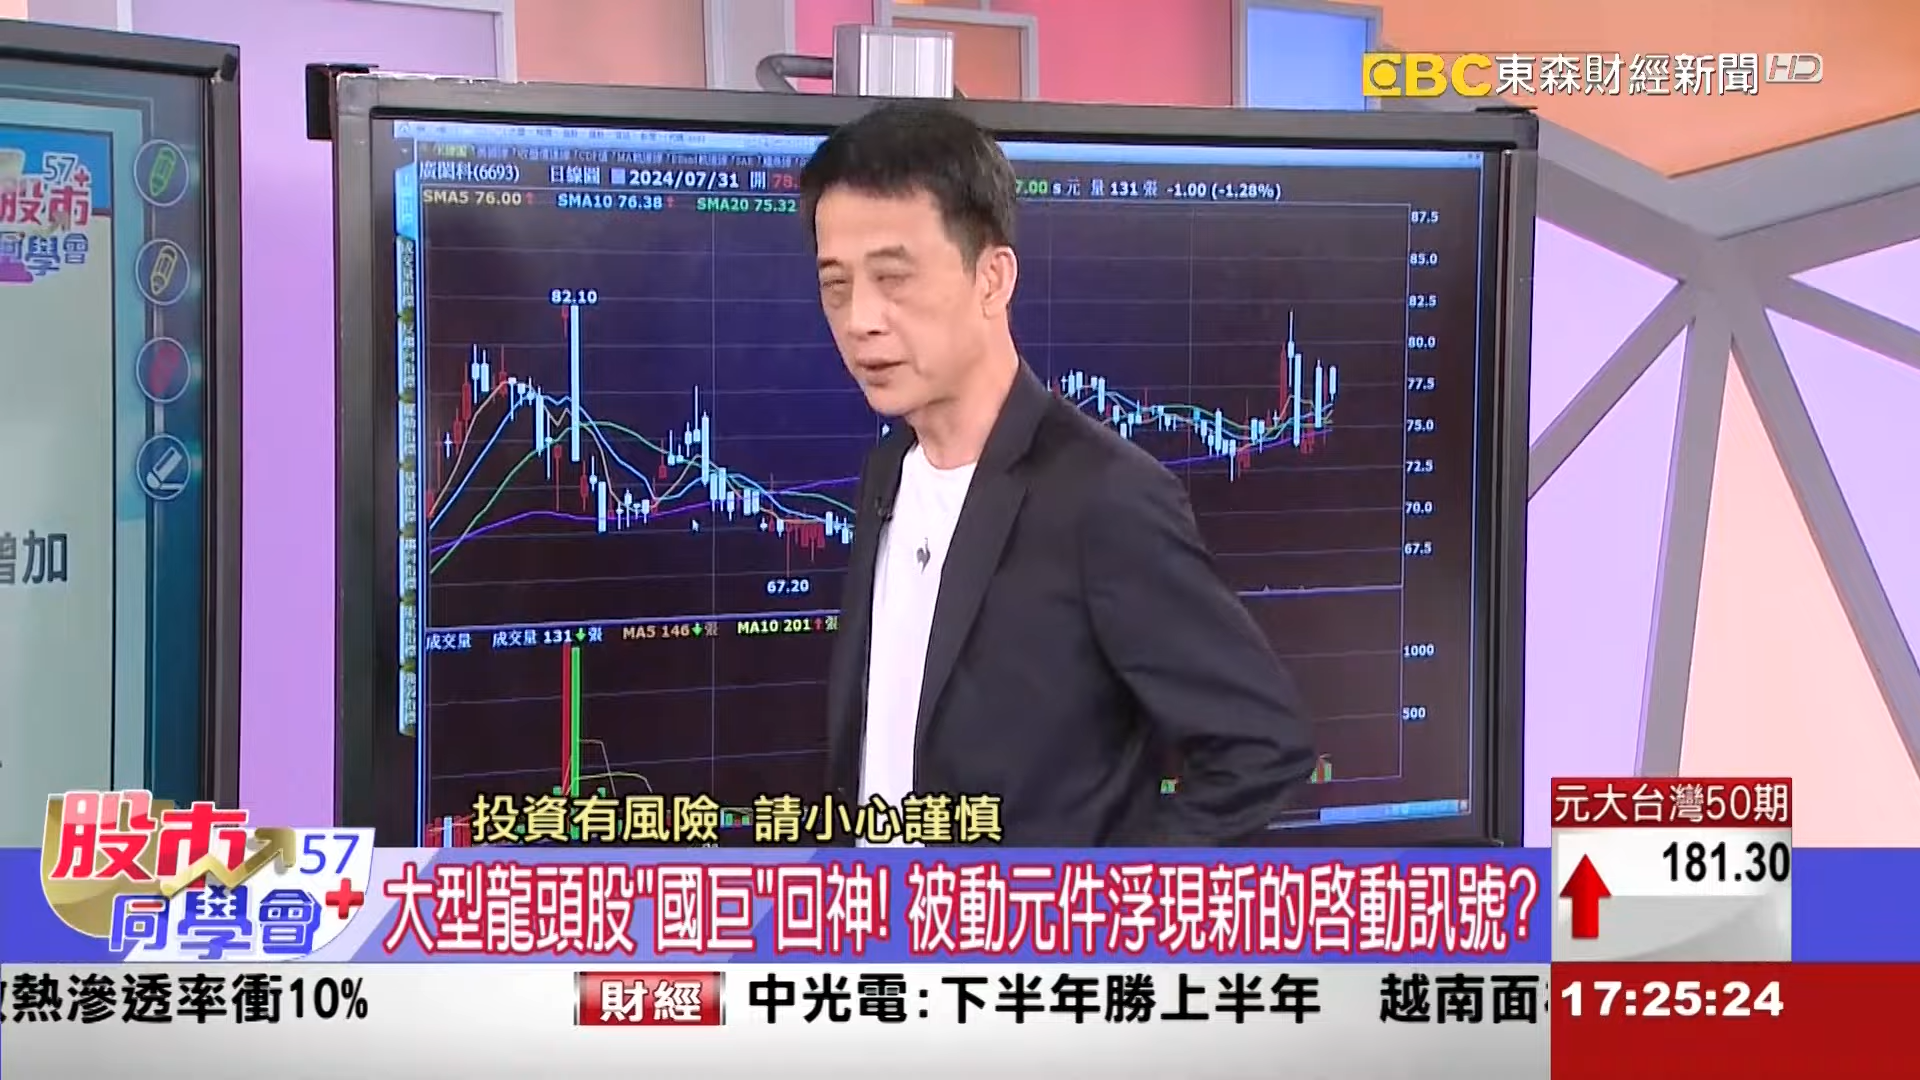 EBC 東森財經新聞 HD
57+
股市
同學會
增加
廣閎科(6693) 日線圖 2024/07/31 開 78.
7.00 s 元 量 131 張 -1.00 (-1.28%)
SMA5 76.00↑ SMA10 76.38↑ SMA20 75.32
87.5
85.0
82.5
80.0
77.5
75.0
72.5
70.0
67.5
82.10
67.20
成交量 成交量 131↓張 MA5 146↓張 MA10 201↑張
1000
500
投資有風險 請小心謹慎
股市 57
同學會+
大型龍頭股"國巨"回神! 被動元件浮現新的啓動訊號?
元大台灣50期
181.30
熱滲透率衝10% 財經 中光電:下半年勝上半年 越南面
17:25:24